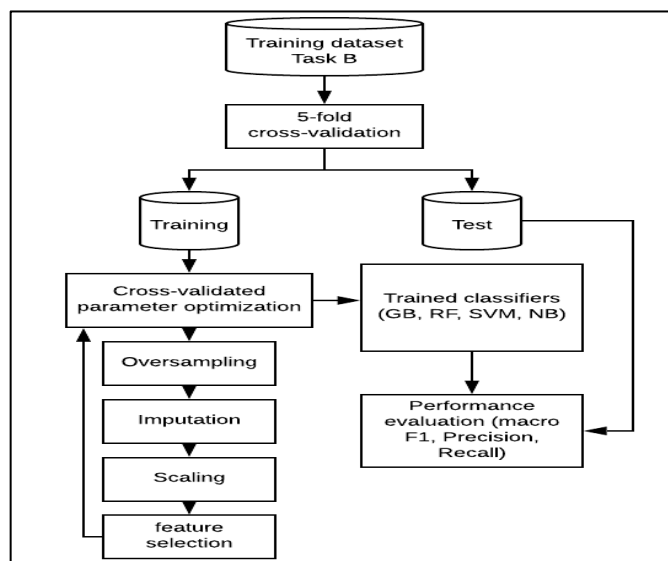 Training dataset
Task B
5-fold
cross-validation
Training
Test
Cross-validated
parameter optimization
Trained classifiers
(GB, RF, SVM, NB)
Oversampling
Imputation
Performance
evaluation (macro
F1, Precision,
Recall)
Scaling
feature
selection